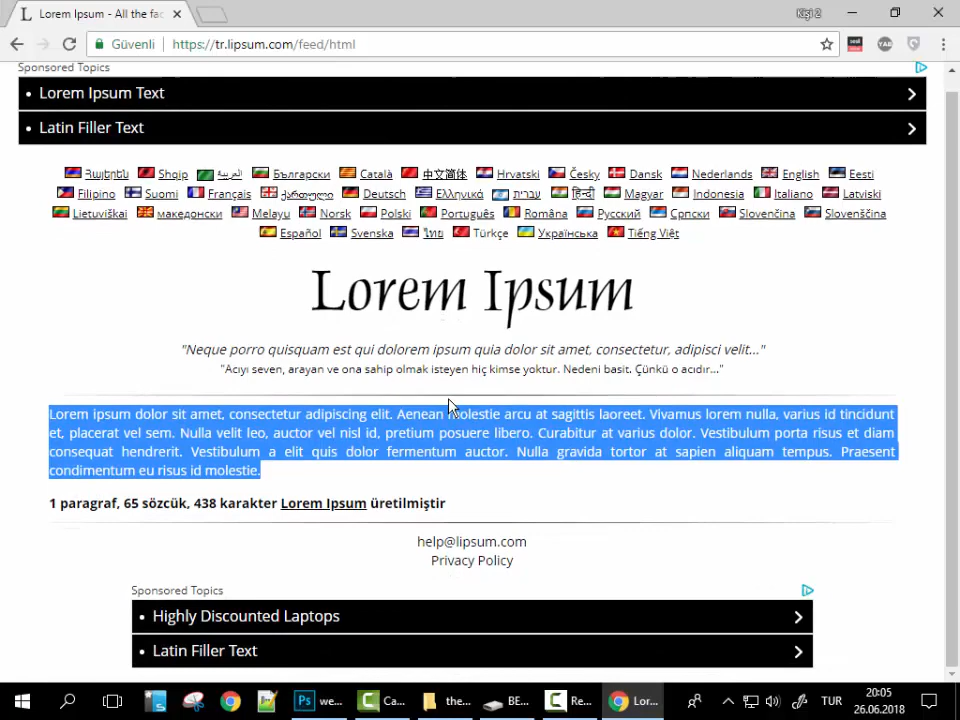 Lorem Ipsum - All the fac
Kişi 2
Güvenli https://tr.lipsum.com/feed/html
Sponsored Topics
• Lorem Ipsum Text
• Latin Filler Text
Հայերեն Shqip العربية Български Català 中文简体 Hrvatski Česky Dansk Nederlands English Eesti
Filipino Suomi Français ქართული Deutsch Ελληνικά עברית हिन्दी Magyar Indonesia Italiano Latviski
Lietuviškai македонски Melayu Norsk Polski Português Româna Русский Српски Slovenčina Slovenščina
Español Svenska ไทย Türkçe Українська Tiếng Việt
Lorem Ipsum
"Neque porro quisquam est qui dolorem ipsum quia dolor sit amet, consectetur, adipisci velit..."
"Acıyı seven, arayan ve ona sahip olmak isteyen hiç kimse yoktur. Nedeni basit. Çünkü o acıdır..."
Lorem ipsum dolor sit amet, consectetur adipiscing elit. Aenean molestie arcu at sagittis laoreet. Vivamus lorem nulla, varius id tincidunt
et, placerat vel sem. Nulla velit leo, auctor vel nisl id, pretium posuere libero. Curabitur at varius dolor. Vestibulum porta risus et diam
consequat hendrerit. Vestibulum a elit quis dolor fermentum auctor. Nulla gravida tortor at sapien aliquam tempus. Praesent
condimentum eu risus id molestie.
1 paragraf, 65 sözcük, 438 karakter Lorem Ipsum üretilmiştir
help@lipsum.com
Privacy Policy
Sponsored Topics
• Highly Discounted Laptops
• Latin Filler Text
Ps we... Ca... the... BE... Re... Lor... TUR 20:05
26.06.2018